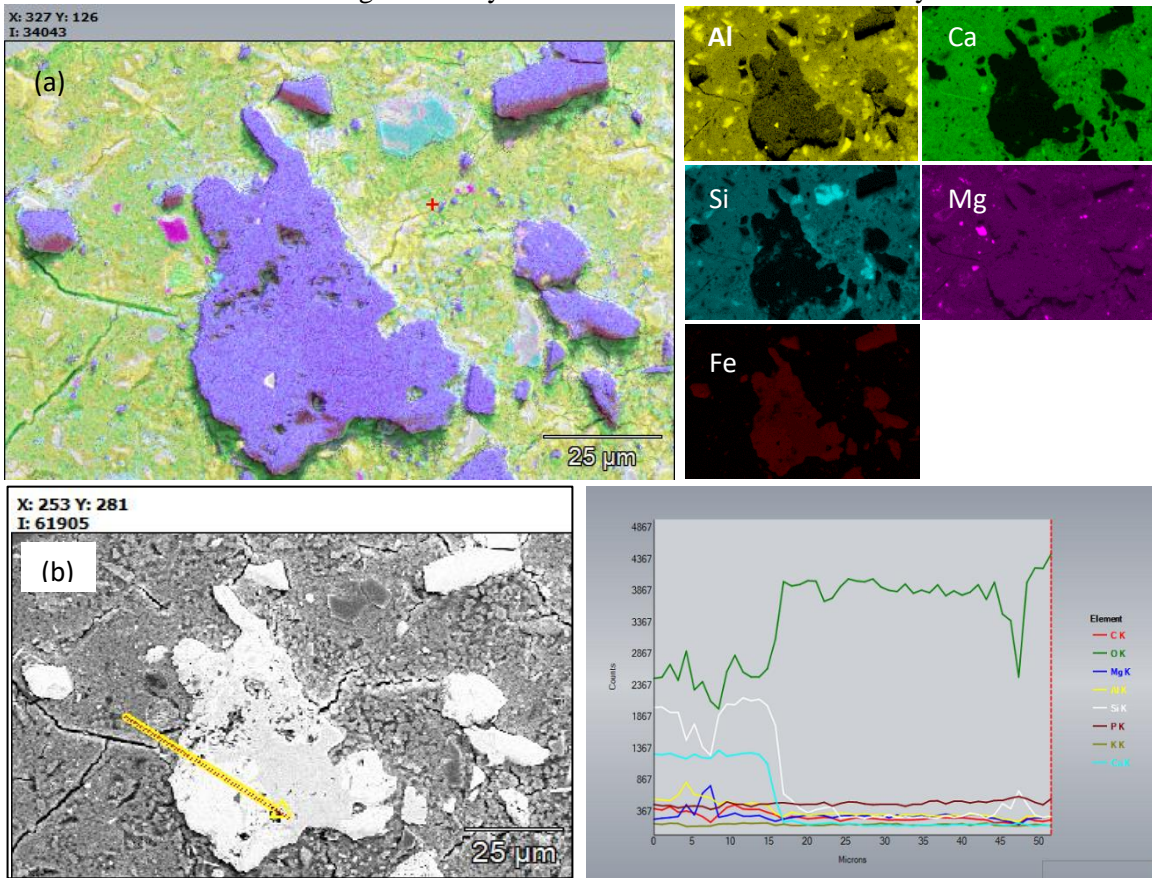 X: 327 Y: 126
I: 34043
(a)
25 µm
Al
Ca
Si
Mg
Fe
X: 253 Y: 281
I: 61905
(b)
25 µm
4867
4367
3867
3367
2867
2367
1867
1367
867
367
Counts
0 5 10 15 20 25 30 35 40 45 50
Microns
Element
C K
O K
Mg K
Al K
Si K
P K
K K
Ca K